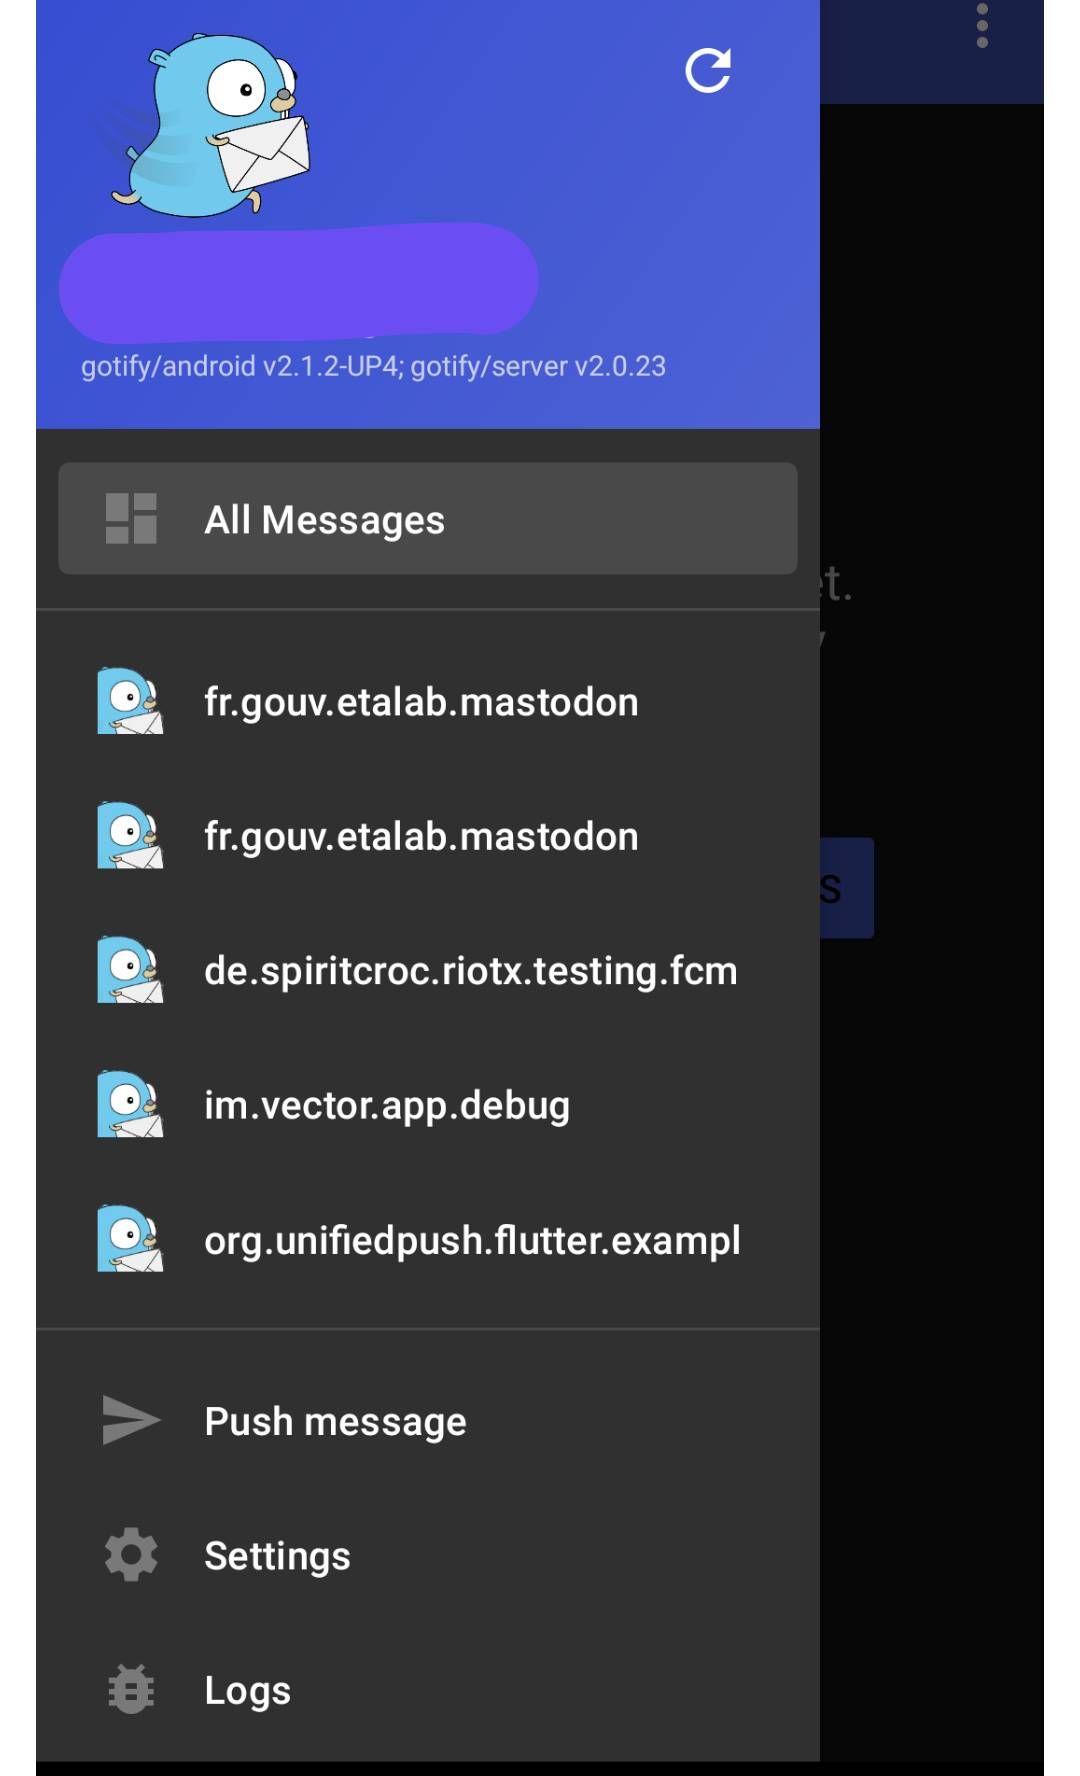 gotify/android v2.1.2-UP4; gotify/server v2.0.23
All Messages
et.
fr.gouv.etalab.mastodon
fr.gouv.etalab.mastodon
S
de.spiritcroc.riotx.testing.fcm
im.vector.app.debug
org.unifiedpush.flutter.exampl
Push message
Settings
Logs